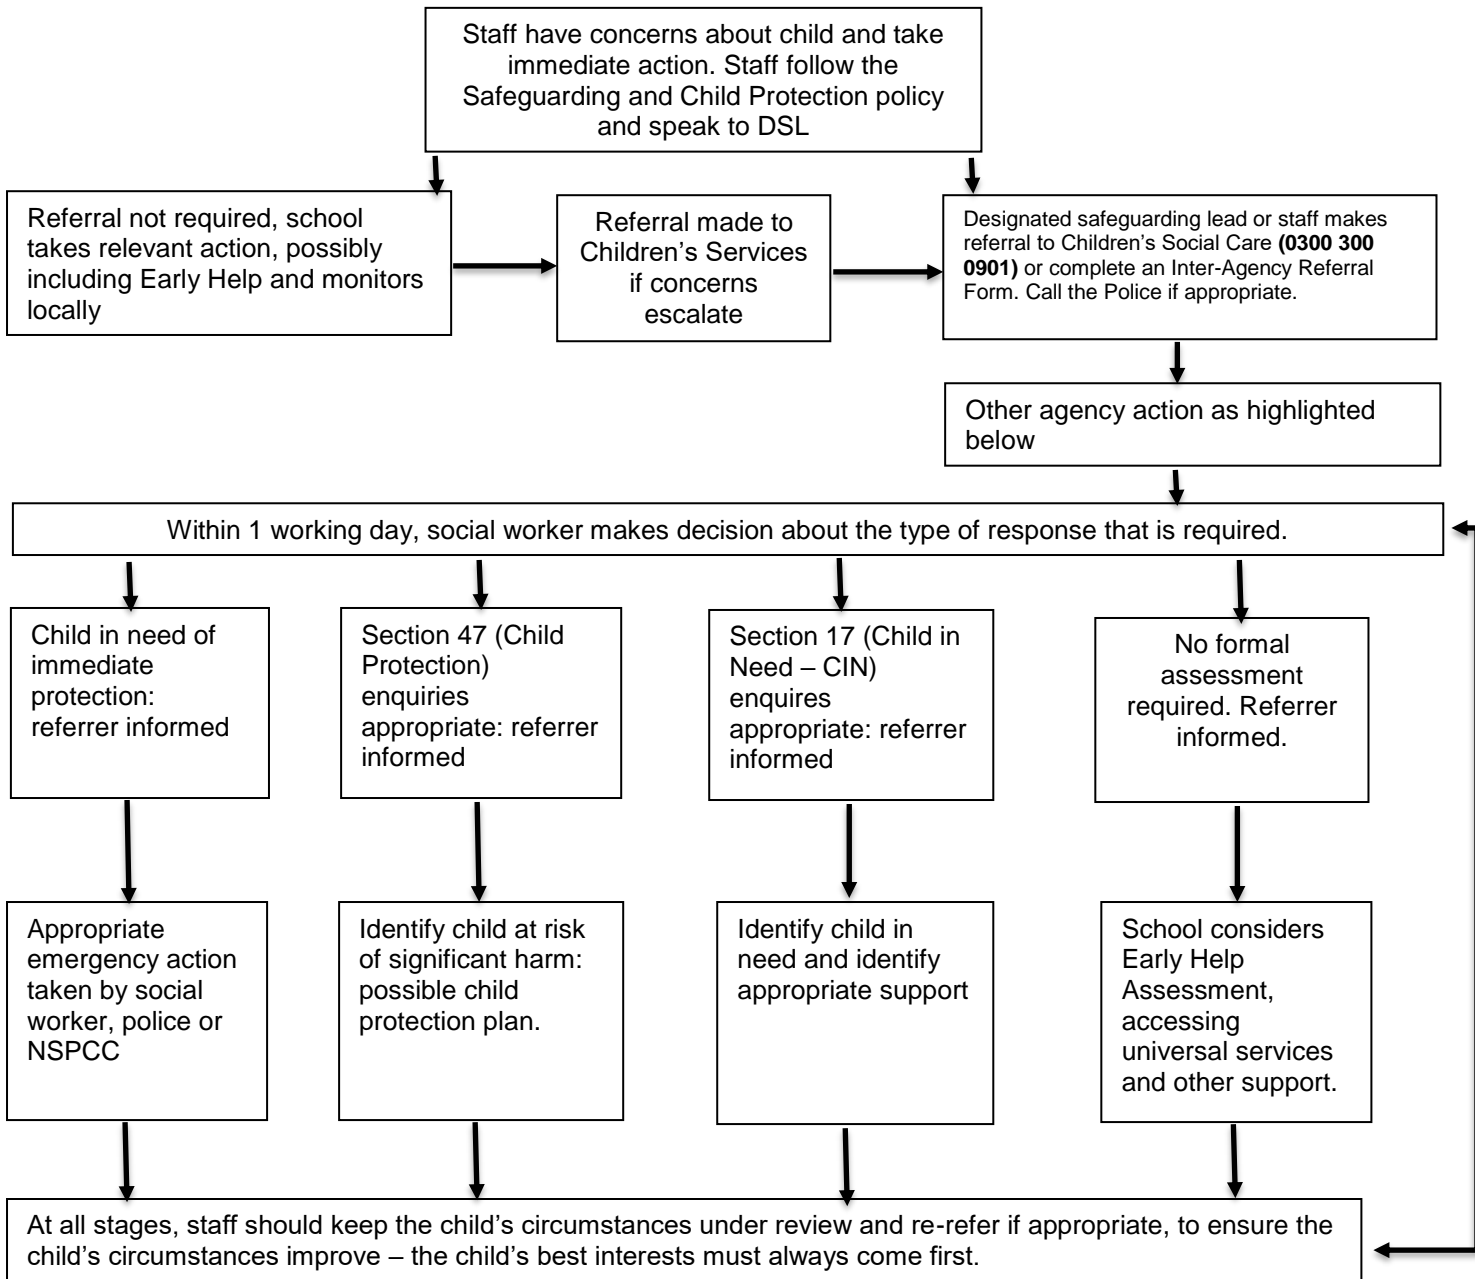 Staff have concerns about child and take
immediate action. Staff follow the
Safeguarding and Child Protection policy
and speak to DSL
Referral not required, school
takes relevant action, possibly
including Early Help and monitors
locally
Referral made to
Children’s Services
if concerns
escalate
Designated safeguarding lead or staff makes
referral to Children’s Social Care (0300 300
0901) or complete an Inter-Agency Referral
Form. Call the Police if appropriate.
Other agency action as highlighted
below
Within 1 working day, social worker makes decision about the type of response that is required.
Child in need of
immediate
protection:
referrer informed
Section 47 (Child
Protection)
enquiries
appropriate: referrer
informed
Section 17 (Child in
Need – CIN)
enquires
appropriate: referrer
informed
No formal
assessment
required. Referrer
informed.
Appropriate
emergency action
taken by social
worker, police or
NSPCC
Identify child at risk
of significant harm:
possible child
protection plan.
Identify child in
need and identify
appropriate support
School considers
Early Help
Assessment,
accessing
universal services
and other support.
At all stages, staff should keep the child’s circumstances under review and re-refer if appropriate, to ensure the
child’s circumstances improve – the child’s best interests must always come first.